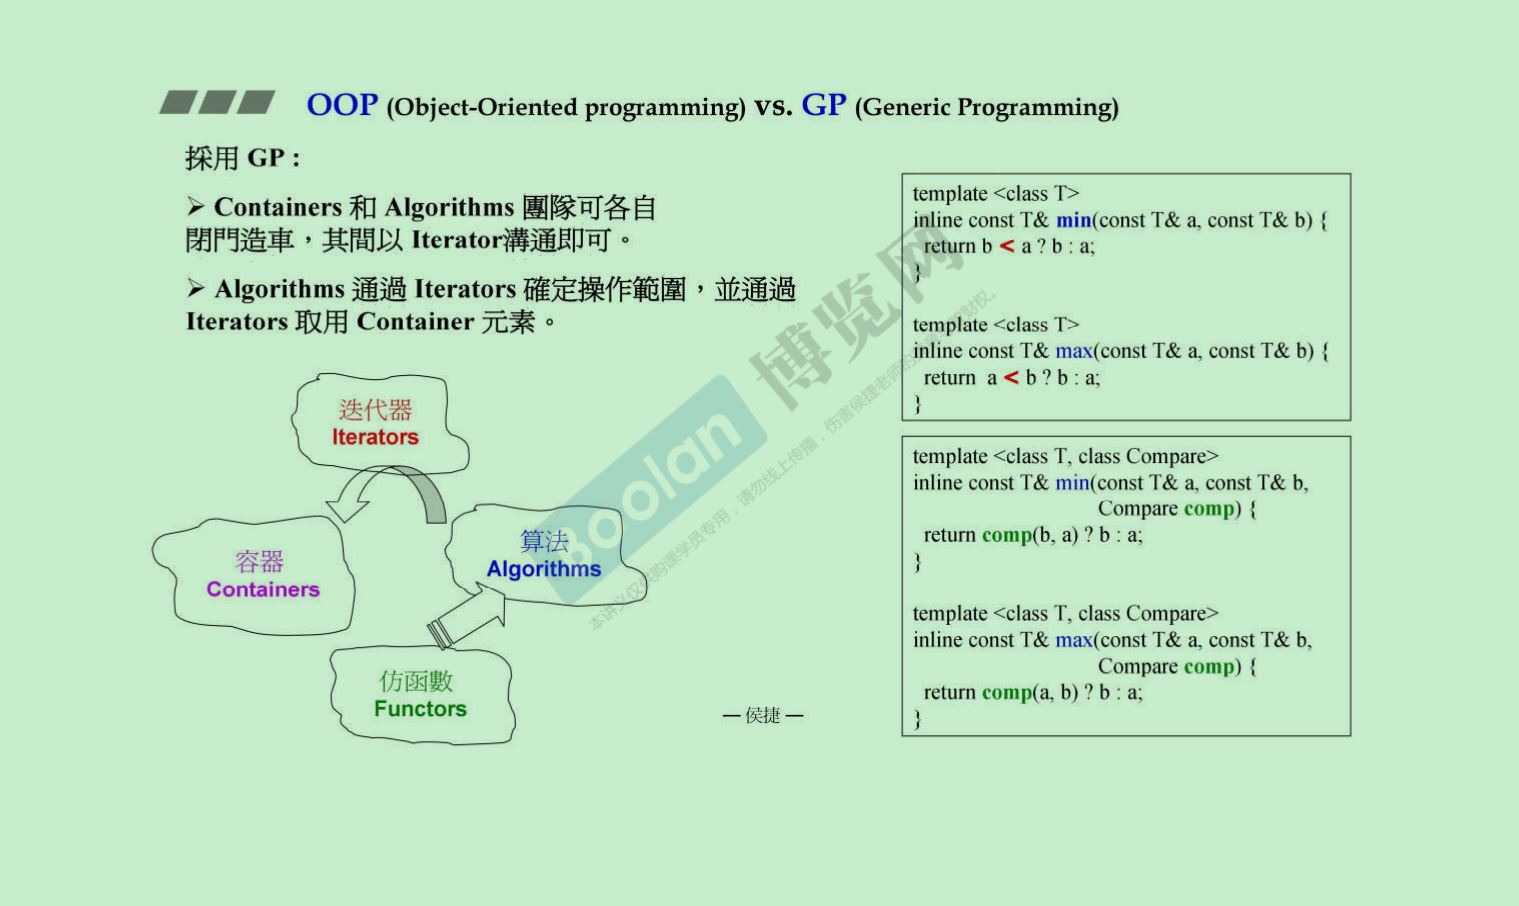 OOP (Object-Oriented programming) vs. GP (Generic Programming)
採用 GP :
➢ Containers 和 Algorithms 團隊可各自
閉門造車，其間以 Iterator溝通即可。
➢ Algorithms 通過 Iterators 確定操作範圍，並通過
Iterators 取用 Container 元素。
迭代器
Iterators
容器
Containers
算法
Algorithms
仿函數
Functors
— 侯捷 —
template <class T>
inline const T& min(const T& a, const T& b) {
return b < a ? b : a;
}
template <class T>
inline const T& max(const T& a, const T& b) {
return a < b ? b : a;
}
template <class T, class Compare>
inline const T& min(const T& a, const T& b,
Compare comp) {
return comp(b, a) ? b : a;
}
template <class T, class Compare>
inline const T& max(const T& a, const T& b,
Compare comp) {
return comp(a, b) ? b : a;
}
Boolan 博览网
本讲义仅供购课学员专用，请勿线上传播，伤害侯捷老师的
财权。